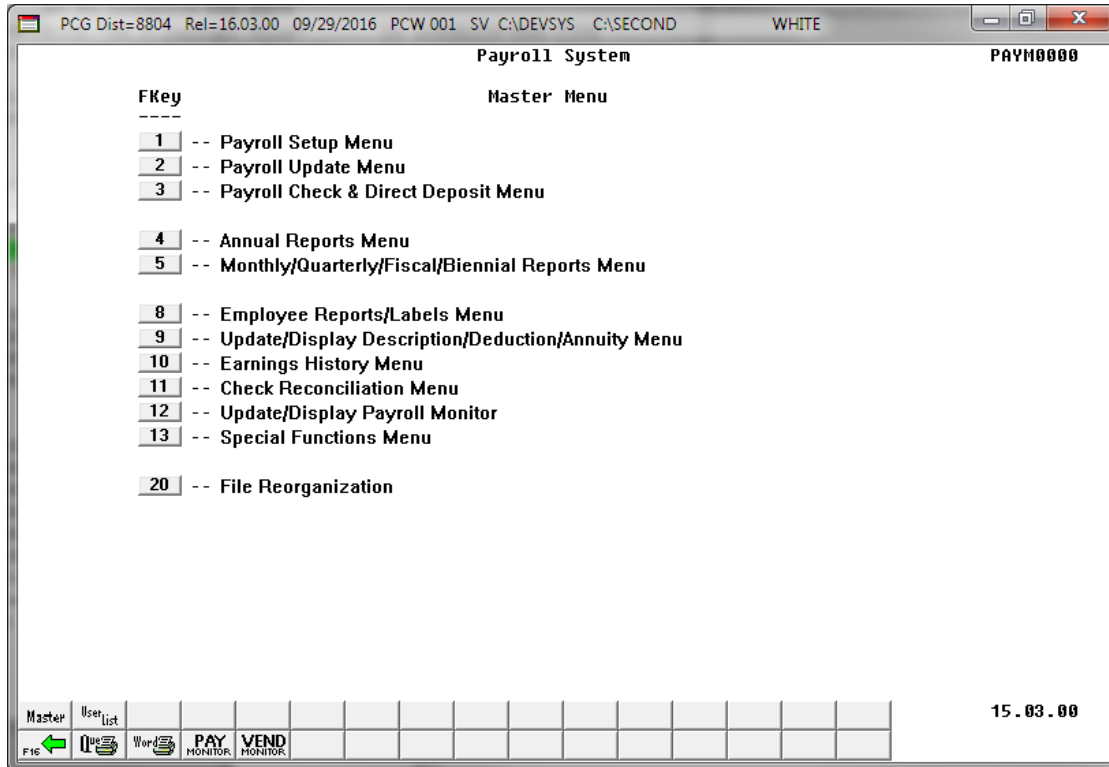 PCG Dist=8804 Rel=16.03.00 09/29/2016 PCW 001 SV C:\DEVSYS C:\SECOND WHITE
Payroll System PAYM0000
FKey Master Menu
----
1 -- Payroll Setup Menu
2 -- Payroll Update Menu
3 -- Payroll Check & Direct Deposit Menu
4 -- Annual Reports Menu
5 -- Monthly/Quarterly/Fiscal/Biennial Reports Menu
8 -- Employee Reports/Labels Menu
9 -- Update/Display Description/Deduction/Annuity Menu
10 -- Earnings History Menu
11 -- Check Reconciliation Menu
12 -- Update/Display Payroll Monitor
13 -- Special Functions Menu
20 -- File Reorganization
Master User List 15.03.00
F16 Que Word PAY MONITOR VEND MONITOR